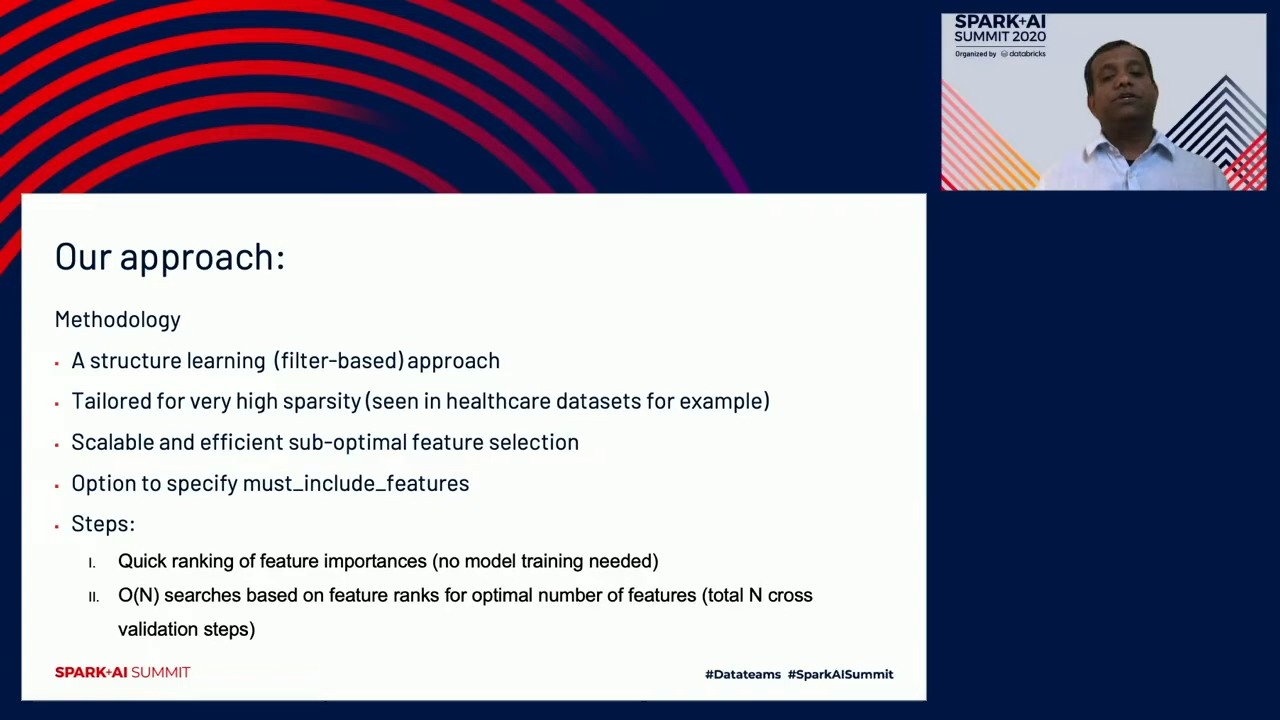 SPARK+AI
SUMMIT 2020
Organized by databricks
Our approach:
Methodology
A structure learning (filter-based) approach
Tailored for very high sparsity (seen in healthcare datasets for example)
Scalable and efficient sub-optimal feature selection
Option to specify must_include_features
Steps:
I. Quick ranking of feature importances (no model training needed)
II. O(N) searches based on feature ranks for optimal number of features (total N cross
validation steps)
SPARK+AI SUMMIT
#Datateams #SparkAISummit